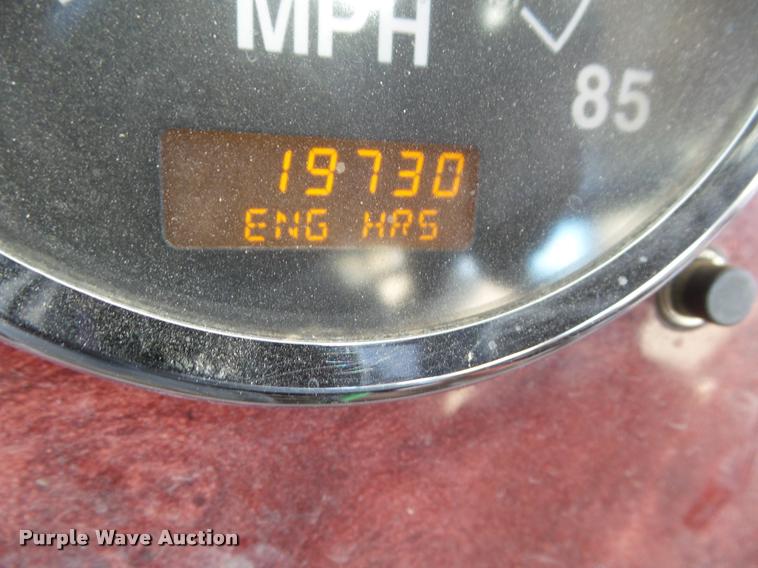 MPH
85
19730
ENG HRS
Purple Wave Auction